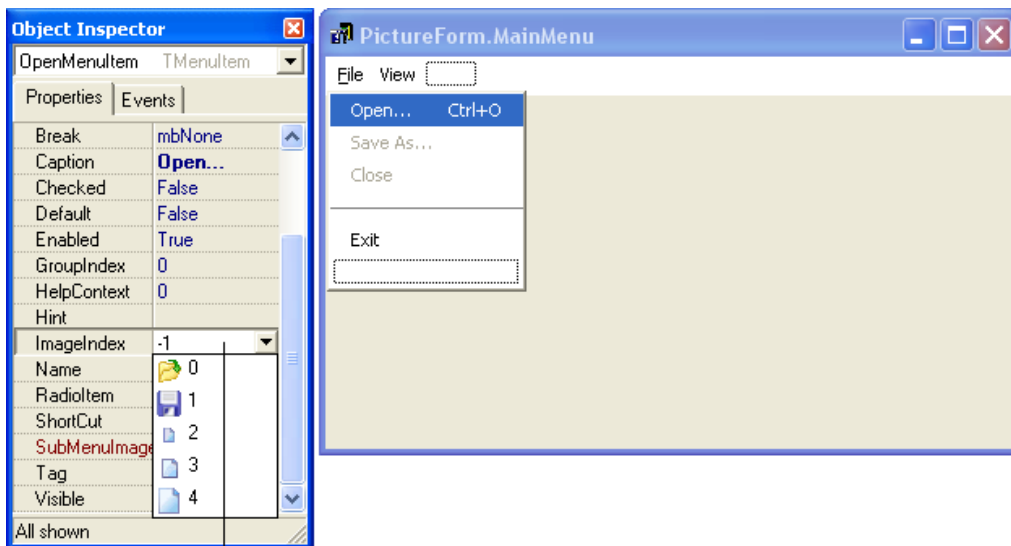 Object Inspector
OpenMenuItem TMenuItem
Properties Events
Break mbNone
Caption Open...
Checked False
Default False
Enabled True
GroupIndex 0
HelpContext 0
Hint
ImageIndex -1
Name 0
RadioItem 1
ShortCut 2
SubMenuImage 3
Tag
Visible 4
All shown
PictureForm.MainMenu
File View
Open... Ctrl+O
Save As...
Close
Exit